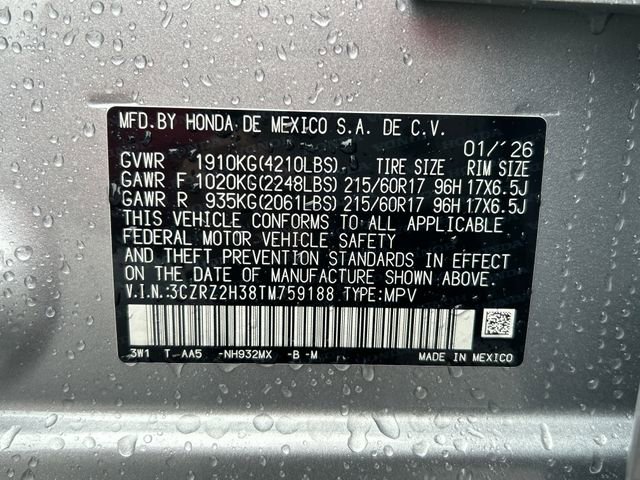 MFD.BY HONDA DE MEXICO S.A. DE C.V.
01/'26
GVWR 1910KG(4210LBS) TIRE SIZE RIM SIZE
GAWR F 1020KG(2248LBS) 215/60R17 96H 17X6.5J
GAWR R 935KG(2061LBS) 215/60R17 96H 17X6.5J
THIS VEHICLE CONFORMS TO ALL APPLICABLE
FEDERAL MOTOR VEHICLE SAFETY
AND THEFT PREVENTION STANDARDS IN EFFECT
ON THE DATE OF MANUFACTURE SHOWN ABOVE.
V.I.N.:3CZRZ2H38TM759188 TYPE:MPV
3W1 T AA5 -NH932MX -B -M MADE IN MEXICO